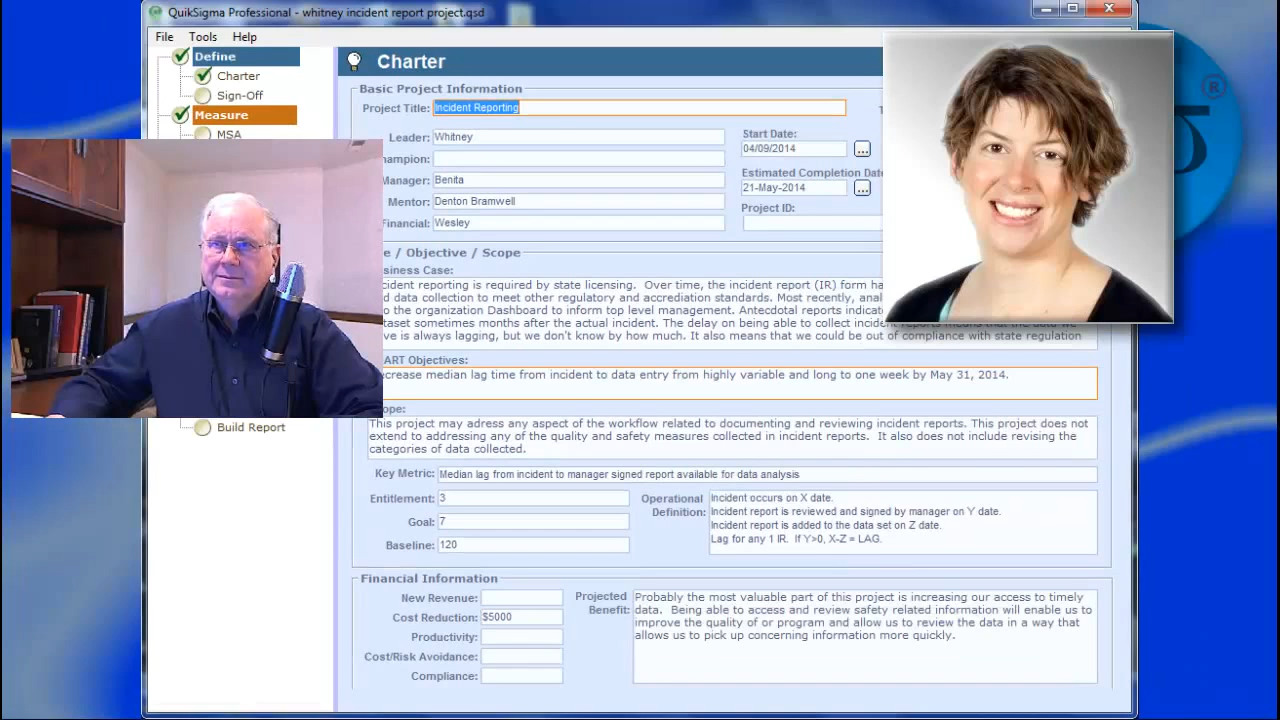 QuikSigma Professional - whitney incident report project.qsd
File Tools Help
Define
Charter
Sign-Off
Measure
MSA
Build Report
Charter
Basic Project Information
Project Title: Incident Reporting
Leader: Whitney
Start Date:
04/09/2014 ...
Manager: Benita
Estimated Completion Date
21-May-2014 ...
Mentor: Denton Bramwell
Project ID:
Financial: Wesley
/ Objective / Scope
Case:
reporting is required by state licensing. Over time, the incident report (IR) form
data collection to meet other regulatory and accrediation standards. Most recently,
the organization Dashboard to inform top level management. Antecdotal reports
sometimes months after the actual incident. The delay on being able to collect
is always lagging, but we don't know by how much. It also means that we could be out of compliance with state regulation
Objectives:
median lag time from incident to data entry from highly variable and long to one week by May 31, 2014.
This project may adress any aspect of the workflow related to documenting and reviewing incident reports. This project does not
extend to addressing any of the quality and safety measures collected in incident reports. It also does not include revising the
categories of data collected.
Key Metric: Median lag from incident to manager signed report available for data analysis
Entitlement: 3
Goal: 7
Baseline: 120
Operational
Definition:
Incident occurs on X date.
Incident report is reviewed and signed by manager on Y date.
Incident report is added to the data set on Z date.
Lag for any 1 IR. If Y>0, X-Z = LAG.
Financial Information
New Revenue:
Cost Reduction: $5000
Productivity:
Cost/Risk Avoidance:
Compliance:
Projected
Benefit:
Probably the most valuable part of this project is increasing our access to timely
data. Being able to access and review safety related information will enable us to
improve the quality of or program and allow us to review the data in a way that
allows us to pick up concerning information more quickly.